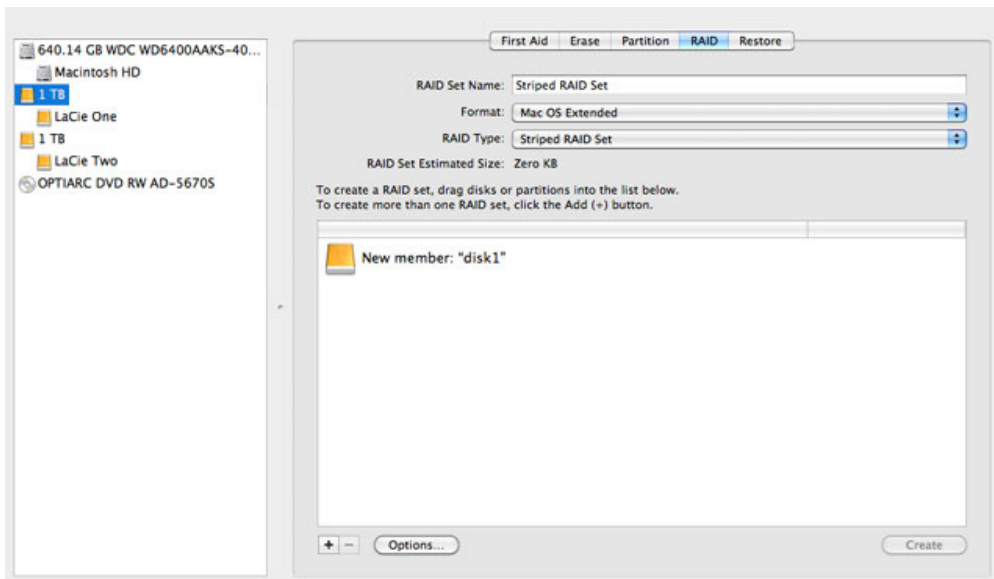 640.14 GB WDC WD6400AAKS-40...
Macintosh HD
1 TB
LaCie One
1 TB
LaCie Two
OPTIARC DVD RW AD-5670S
First Aid Erase Partition RAID Restore
RAID Set Name: Striped RAID Set
Format: Mac OS Extended
RAID Type: Striped RAID Set
RAID Set Estimated Size: Zero KB
To create a RAID set, drag disks or partitions into the list below.
To create more than one RAID set, click the Add (+) button.
New member: "disk1"
+ - Options... Create